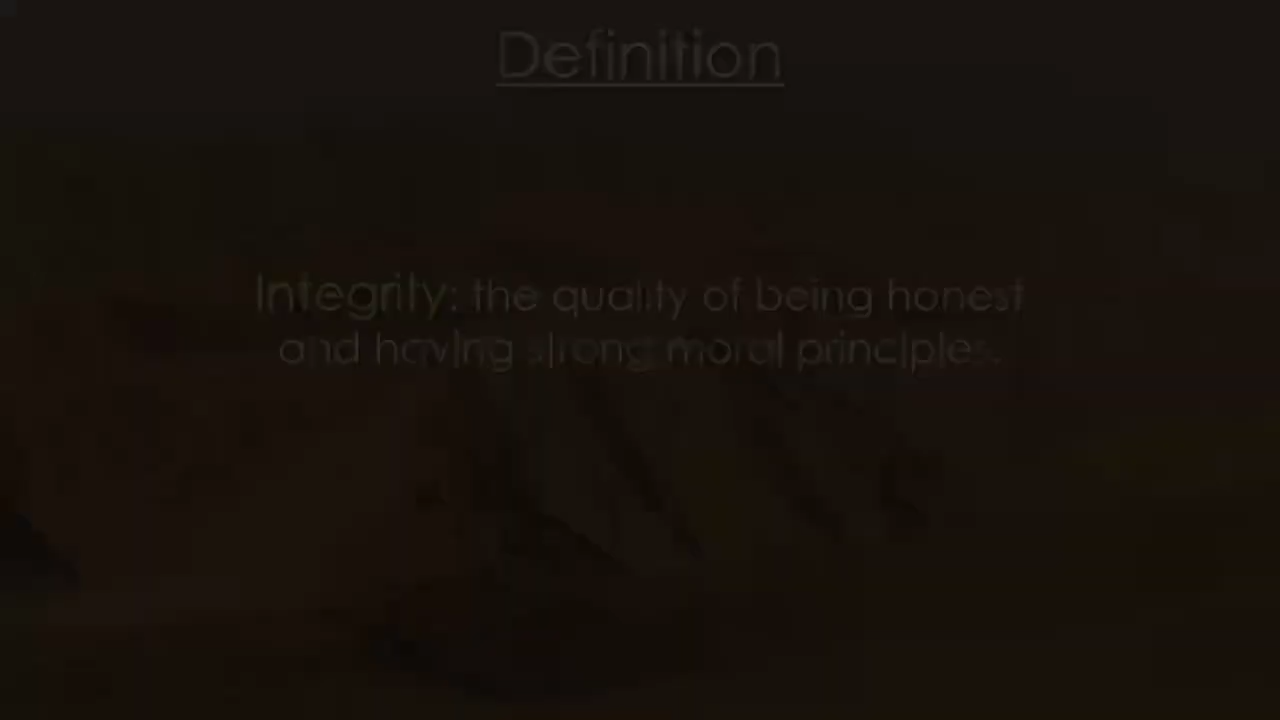 Definition
Integrity: the quality of being honest
and having strong moral principles.